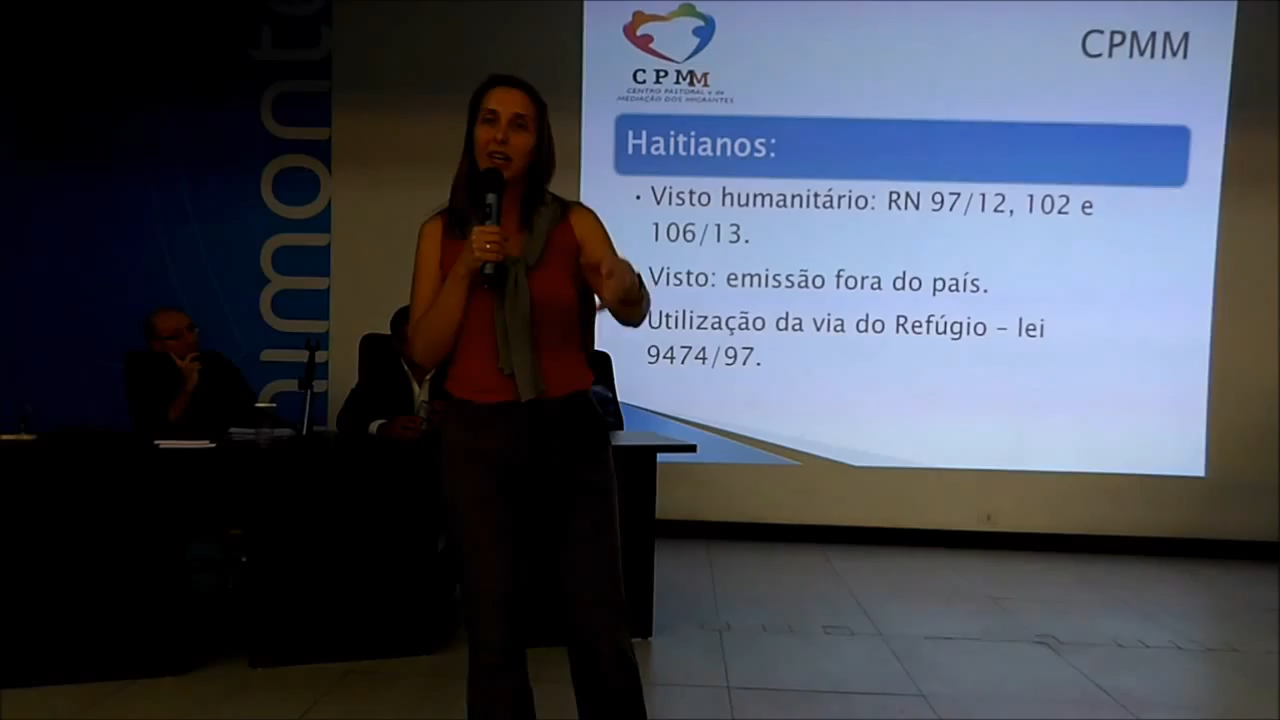 CPMM
CPMM
CENTRO PASTORAL e de
MEDIAÇÃO DOS MIGRANTES
Haitianos:
· Visto humanitário: RN 97/12, 102 e
106/13.
Visto: emissão fora do país.
Utilização da via do Refúgio – lei
9474/97.
nimonte